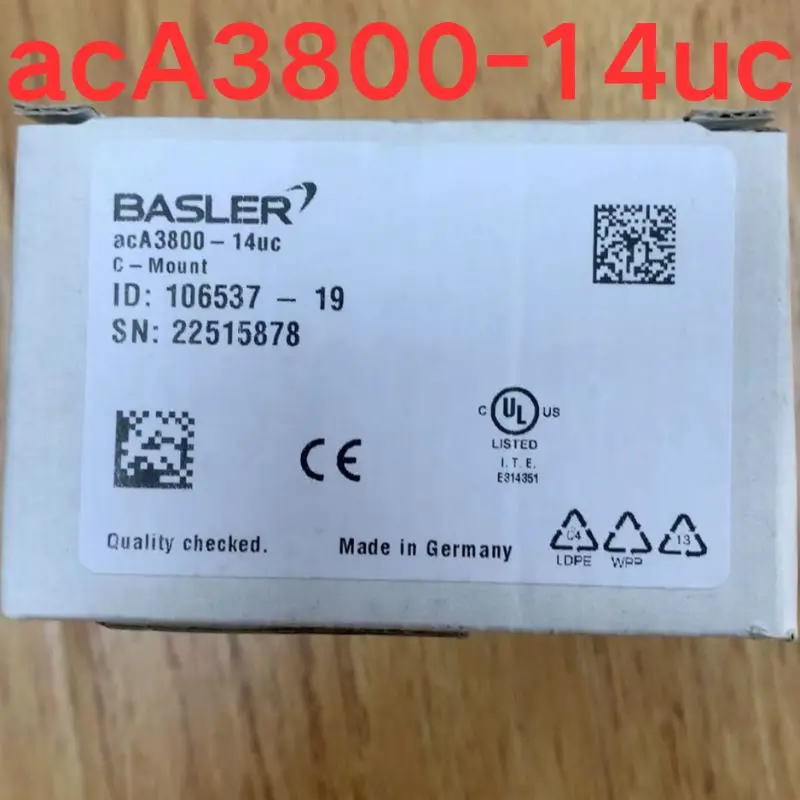 acA3800-14uc
BASLER
acA3800 - 14uc
C - Mount
ID: 106537 - 19
SN: 22515878
C UL US
LISTED
I.T.E.
E314351
CE
Quality checked.
Made in Germany
04
LDPE
WPP
13